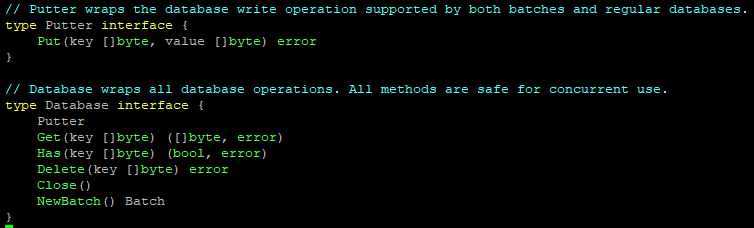 // Putter wraps the database write operation supported by both batches and regular databases.
type Putter interface {
    Put(key []byte, value []byte) error
}

// Database wraps all database operations. All methods are safe for concurrent use.
type Database interface {
    Putter
    Get(key []byte) ([]byte, error)
    Has(key []byte) (bool, error)
    Delete(key []byte) error
    Close()
    NewBatch() Batch
}